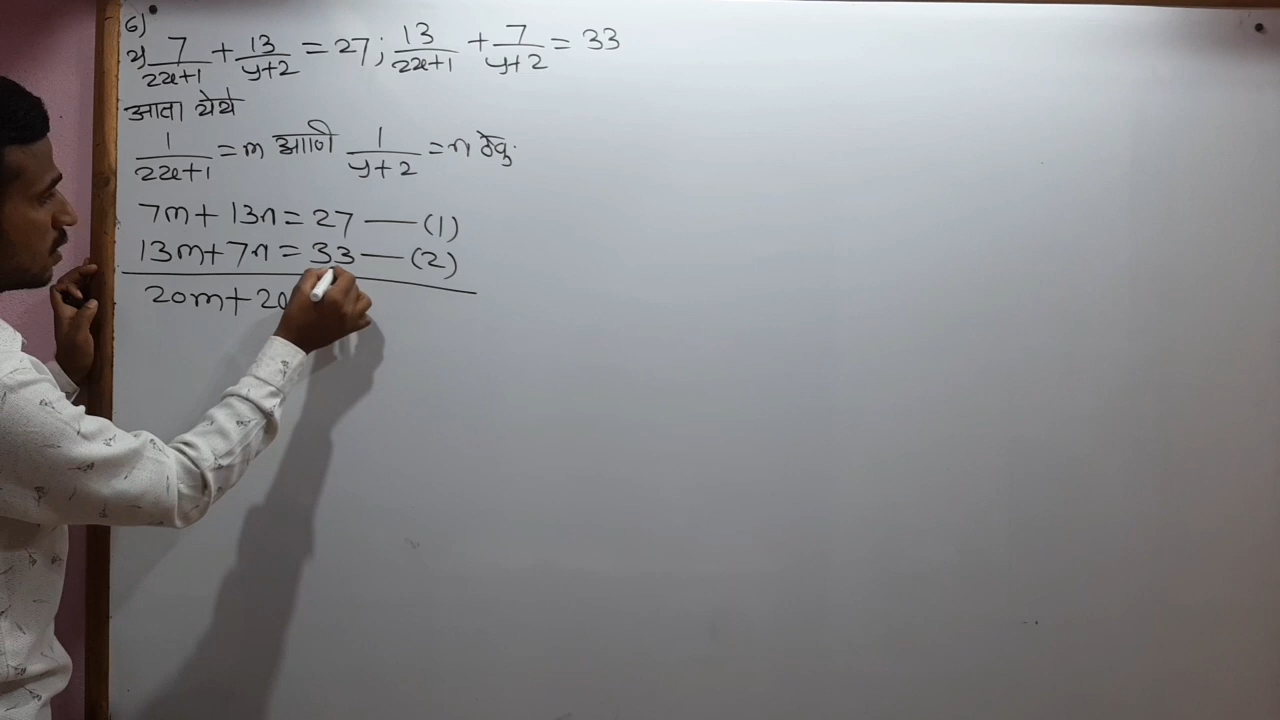 6)
२) 7/(2x+1) + 13/(y+2) = 27; 13/(2x+1) + 7/(y+2) = 33
आता येथे
1/(2x+1) = m आणि 1/(y+2) = n ठेवू.
7m + 13n = 27 — (1)
13m + 7n = 33 — (2)
20m + 20